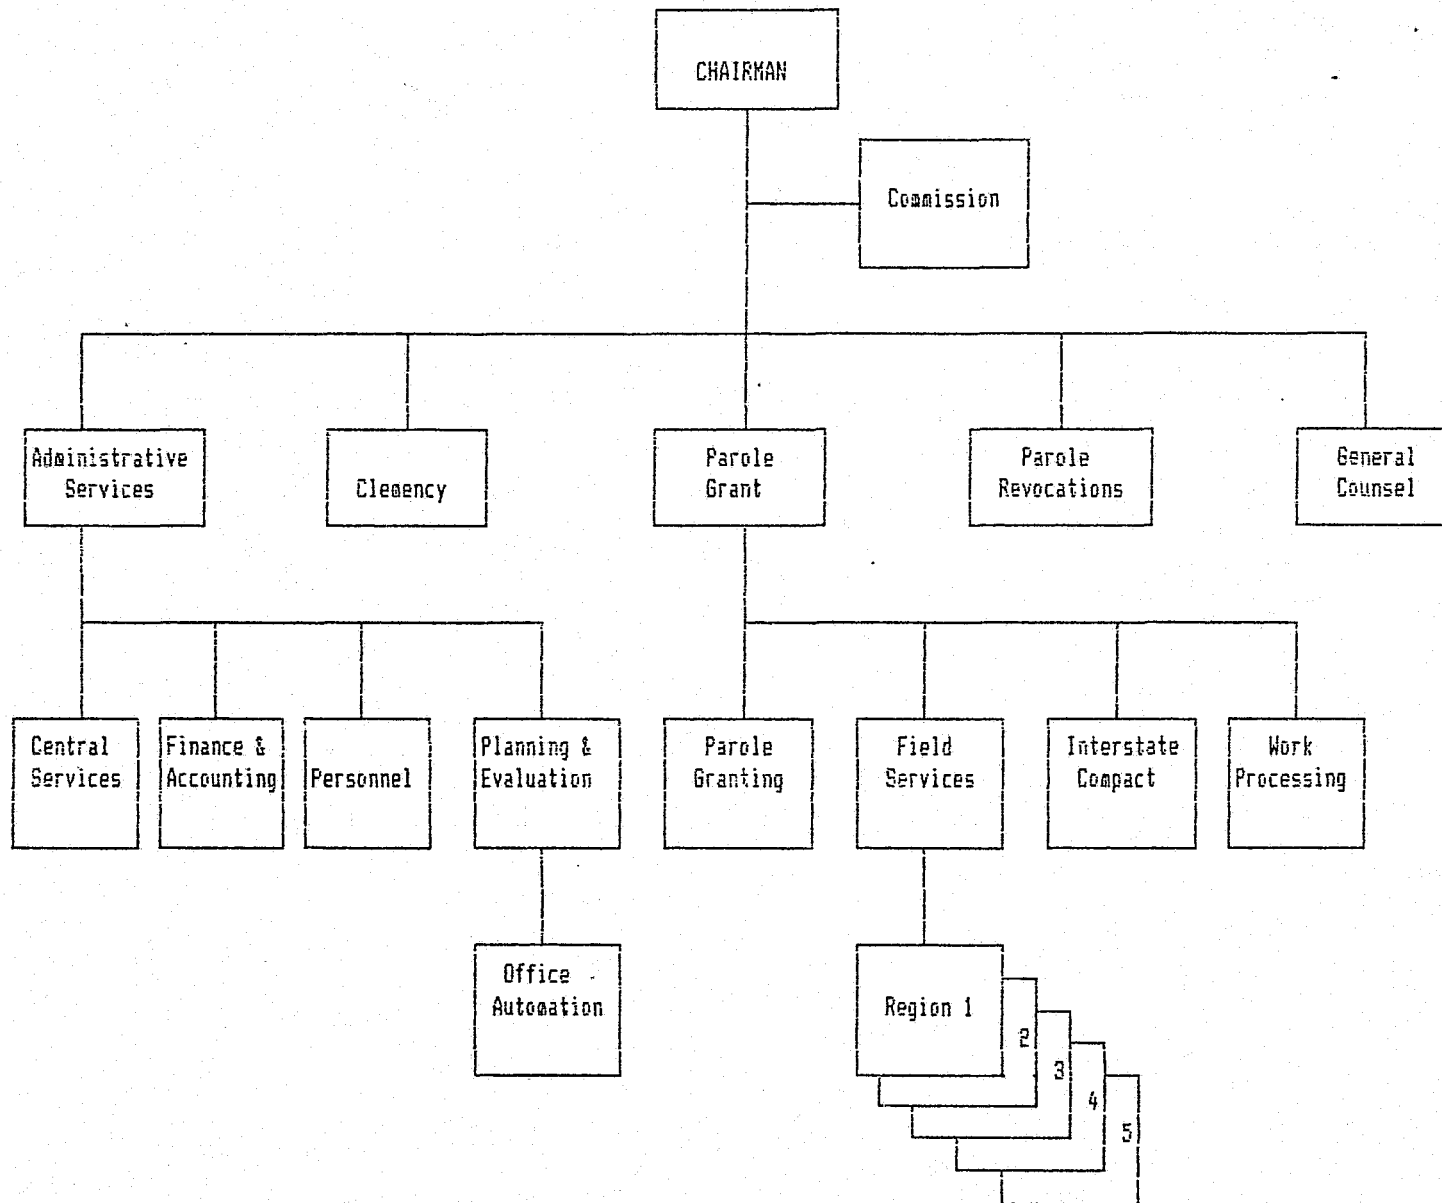 CHAIRMAN
Commission
Administrative
Services
Clemency
Parole
Grant
Parole
Revocations
General
Counsel
Central
Services
Finance &
Accounting
Personnel
Planning &
Evaluation
Parole
Granting
Field
Services
Interstate
Compact
Work
Processing
Office
Automation
Region 1
2
3
4
5